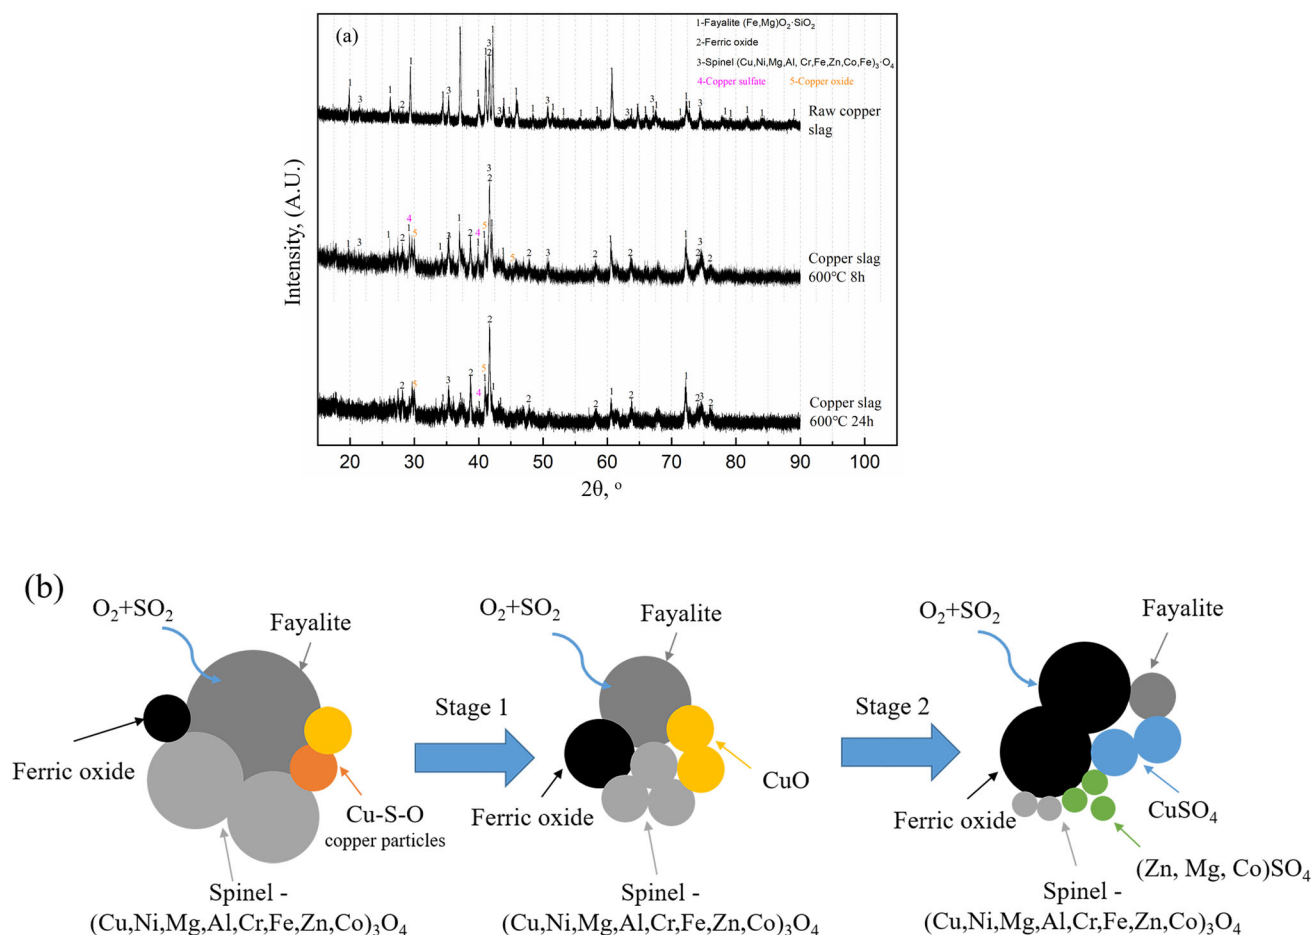 (a)
1-Fayalite (Fe,Mg)O₂·SiO₂
2-Ferric oxide
3-Spinel (Cu,Ni,Mg,Al, Cr,Fe,Zn,Co,Fe)₃·O₄
4-Copper sulfate 5-Copper oxide
Raw copper
slag
Copper slag
600°C 8h
Copper slag
600°C 24h
Intensity, (A.U.)
20 30 40 50 60 70 80 90 100
2θ, °
(b)
O₂+SO₂
Fayalite
Ferric oxide
Cu-S-O
copper particles
Spinel -
(Cu,Ni,Mg,Al,Cr,Fe,Zn,Co)₃O₄
Stage 1
O₂+SO₂
Fayalite
Ferric oxide
CuO
Spinel -
(Cu,Ni,Mg,Al,Cr,Fe,Zn,Co)₃O₄
Stage 2
O₂+SO₂
Fayalite
Ferric oxide
CuSO₄
(Zn, Mg, Co)SO₄
Spinel -
(Cu,Ni,Mg,Al,Cr,Fe,Zn,Co)₃O₄